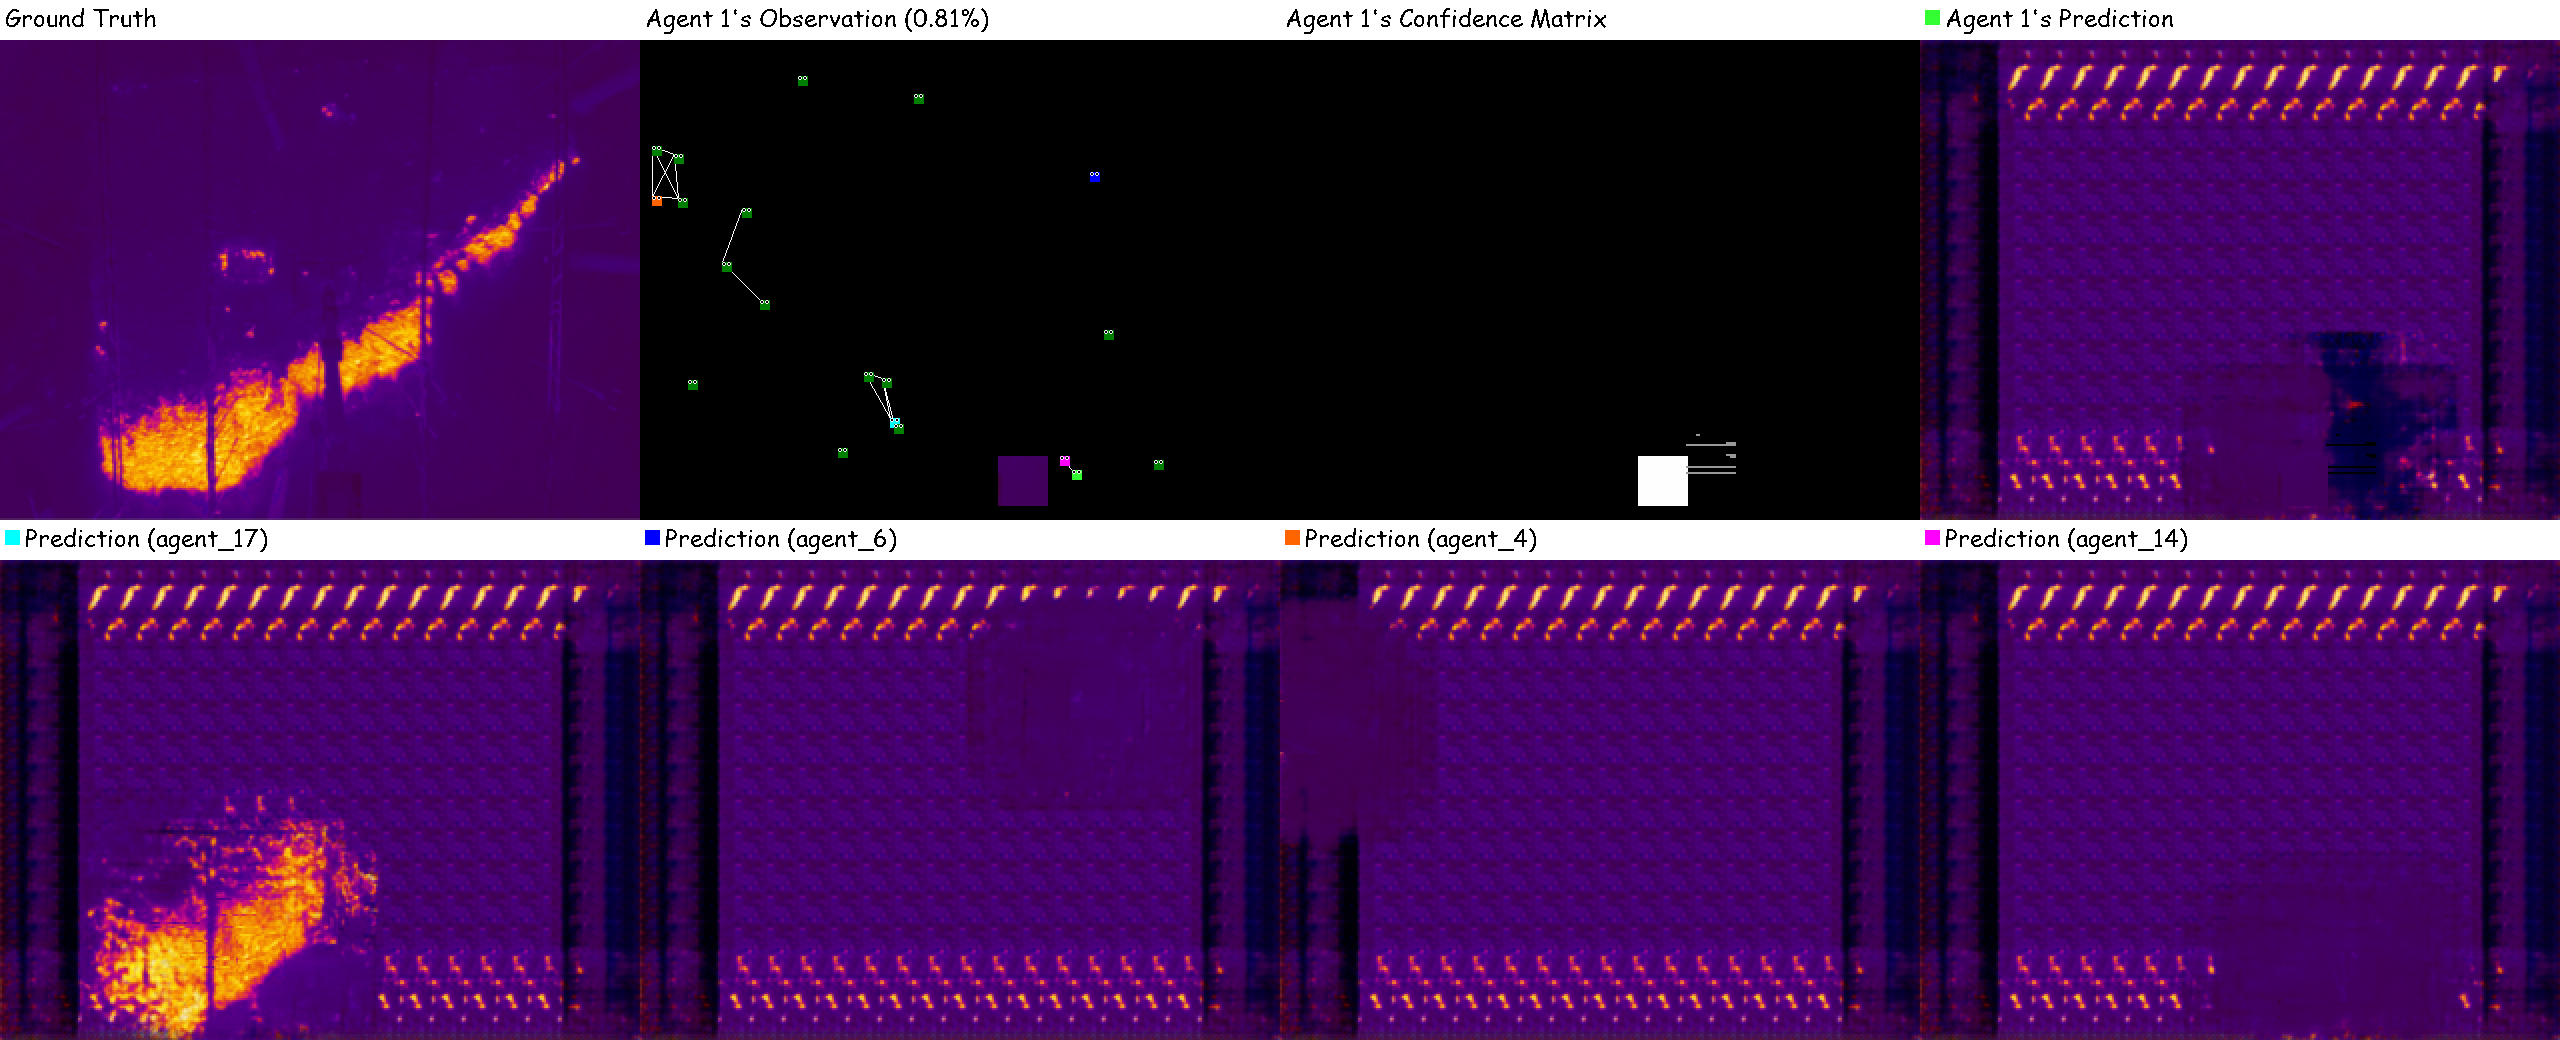 Ground Truth
Agent 1's Observation (0.81%)
Agent 1's Confidence Matrix
Agent 1's Prediction
Prediction (agent_17)
Prediction (agent_6)
Prediction (agent_4)
Prediction (agent_14)